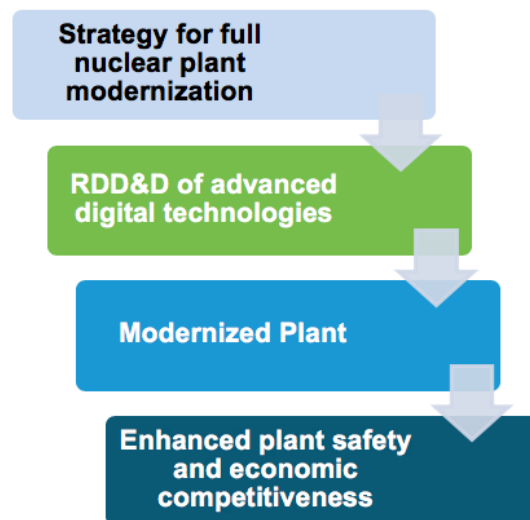 Strategy for full
nuclear plant
modernization
RDD&D of advanced
digital technologies
Modernized Plant
Enhanced plant safety
and economic
competitiveness